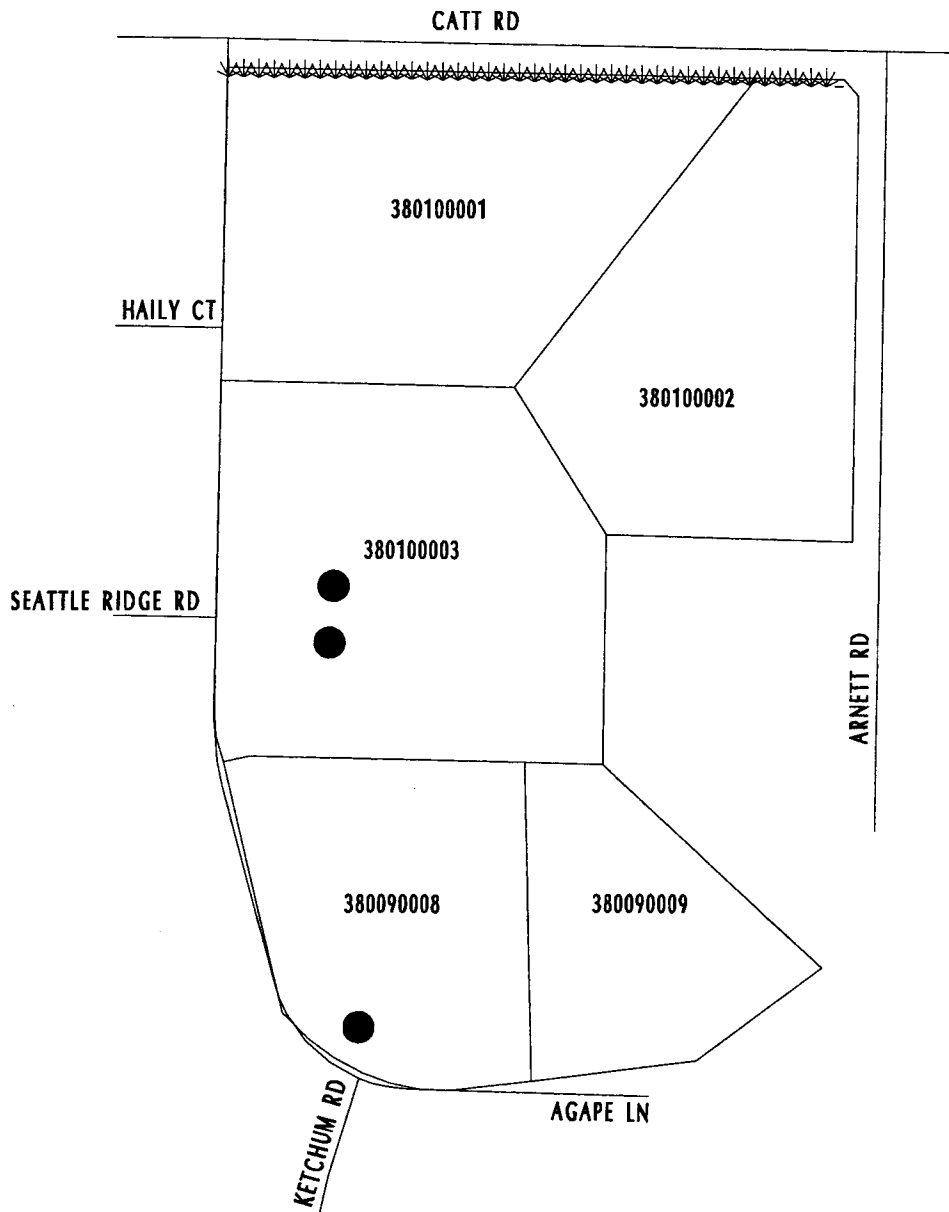 CATT RD
380100001
HAILY CT
380100002
380100003
SEATTLE RIDGE RD
ARNETT RD
380090008
380090009
AGAPE LN
KETCHUM RD